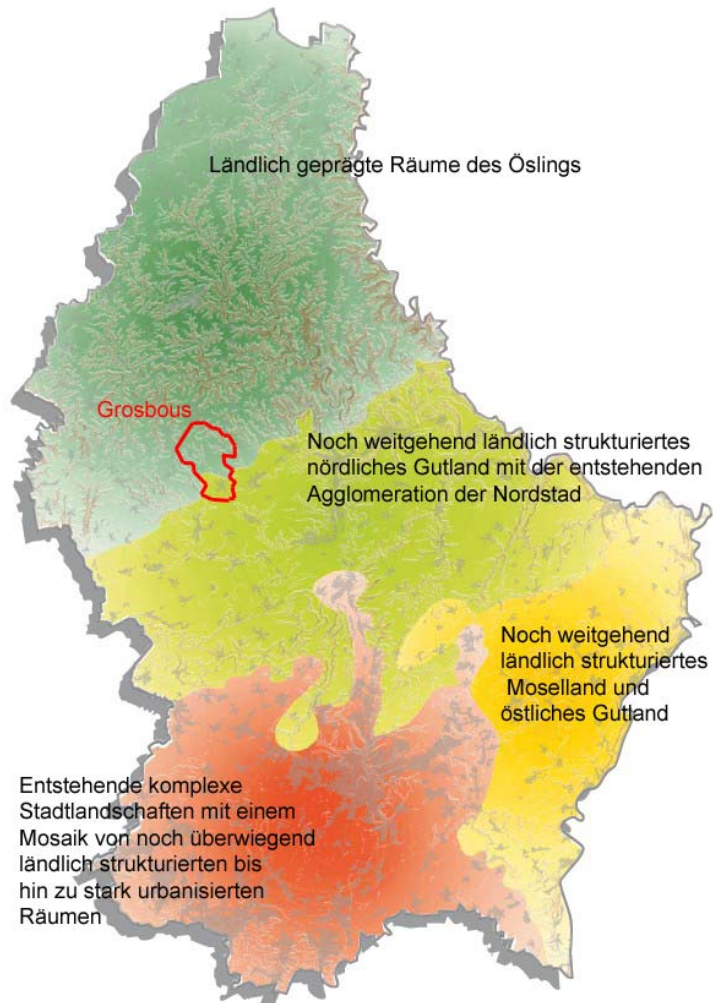 Ländlich geprägte Räume des Öslings
Grosbous
Noch weitgehend ländlich strukturiertes
nördliches Gutland mit der entstehenden
Agglomeration der Nordstad
Noch weitgehend
ländlich strukturiertes
Moselland und
östliches Gutland
Entstehende komplexe
Stadtlandschaften mit einem
Mosaik von noch überwiegend
ländlich strukturierten bis
hin zu stark urbanisierten
Räumen